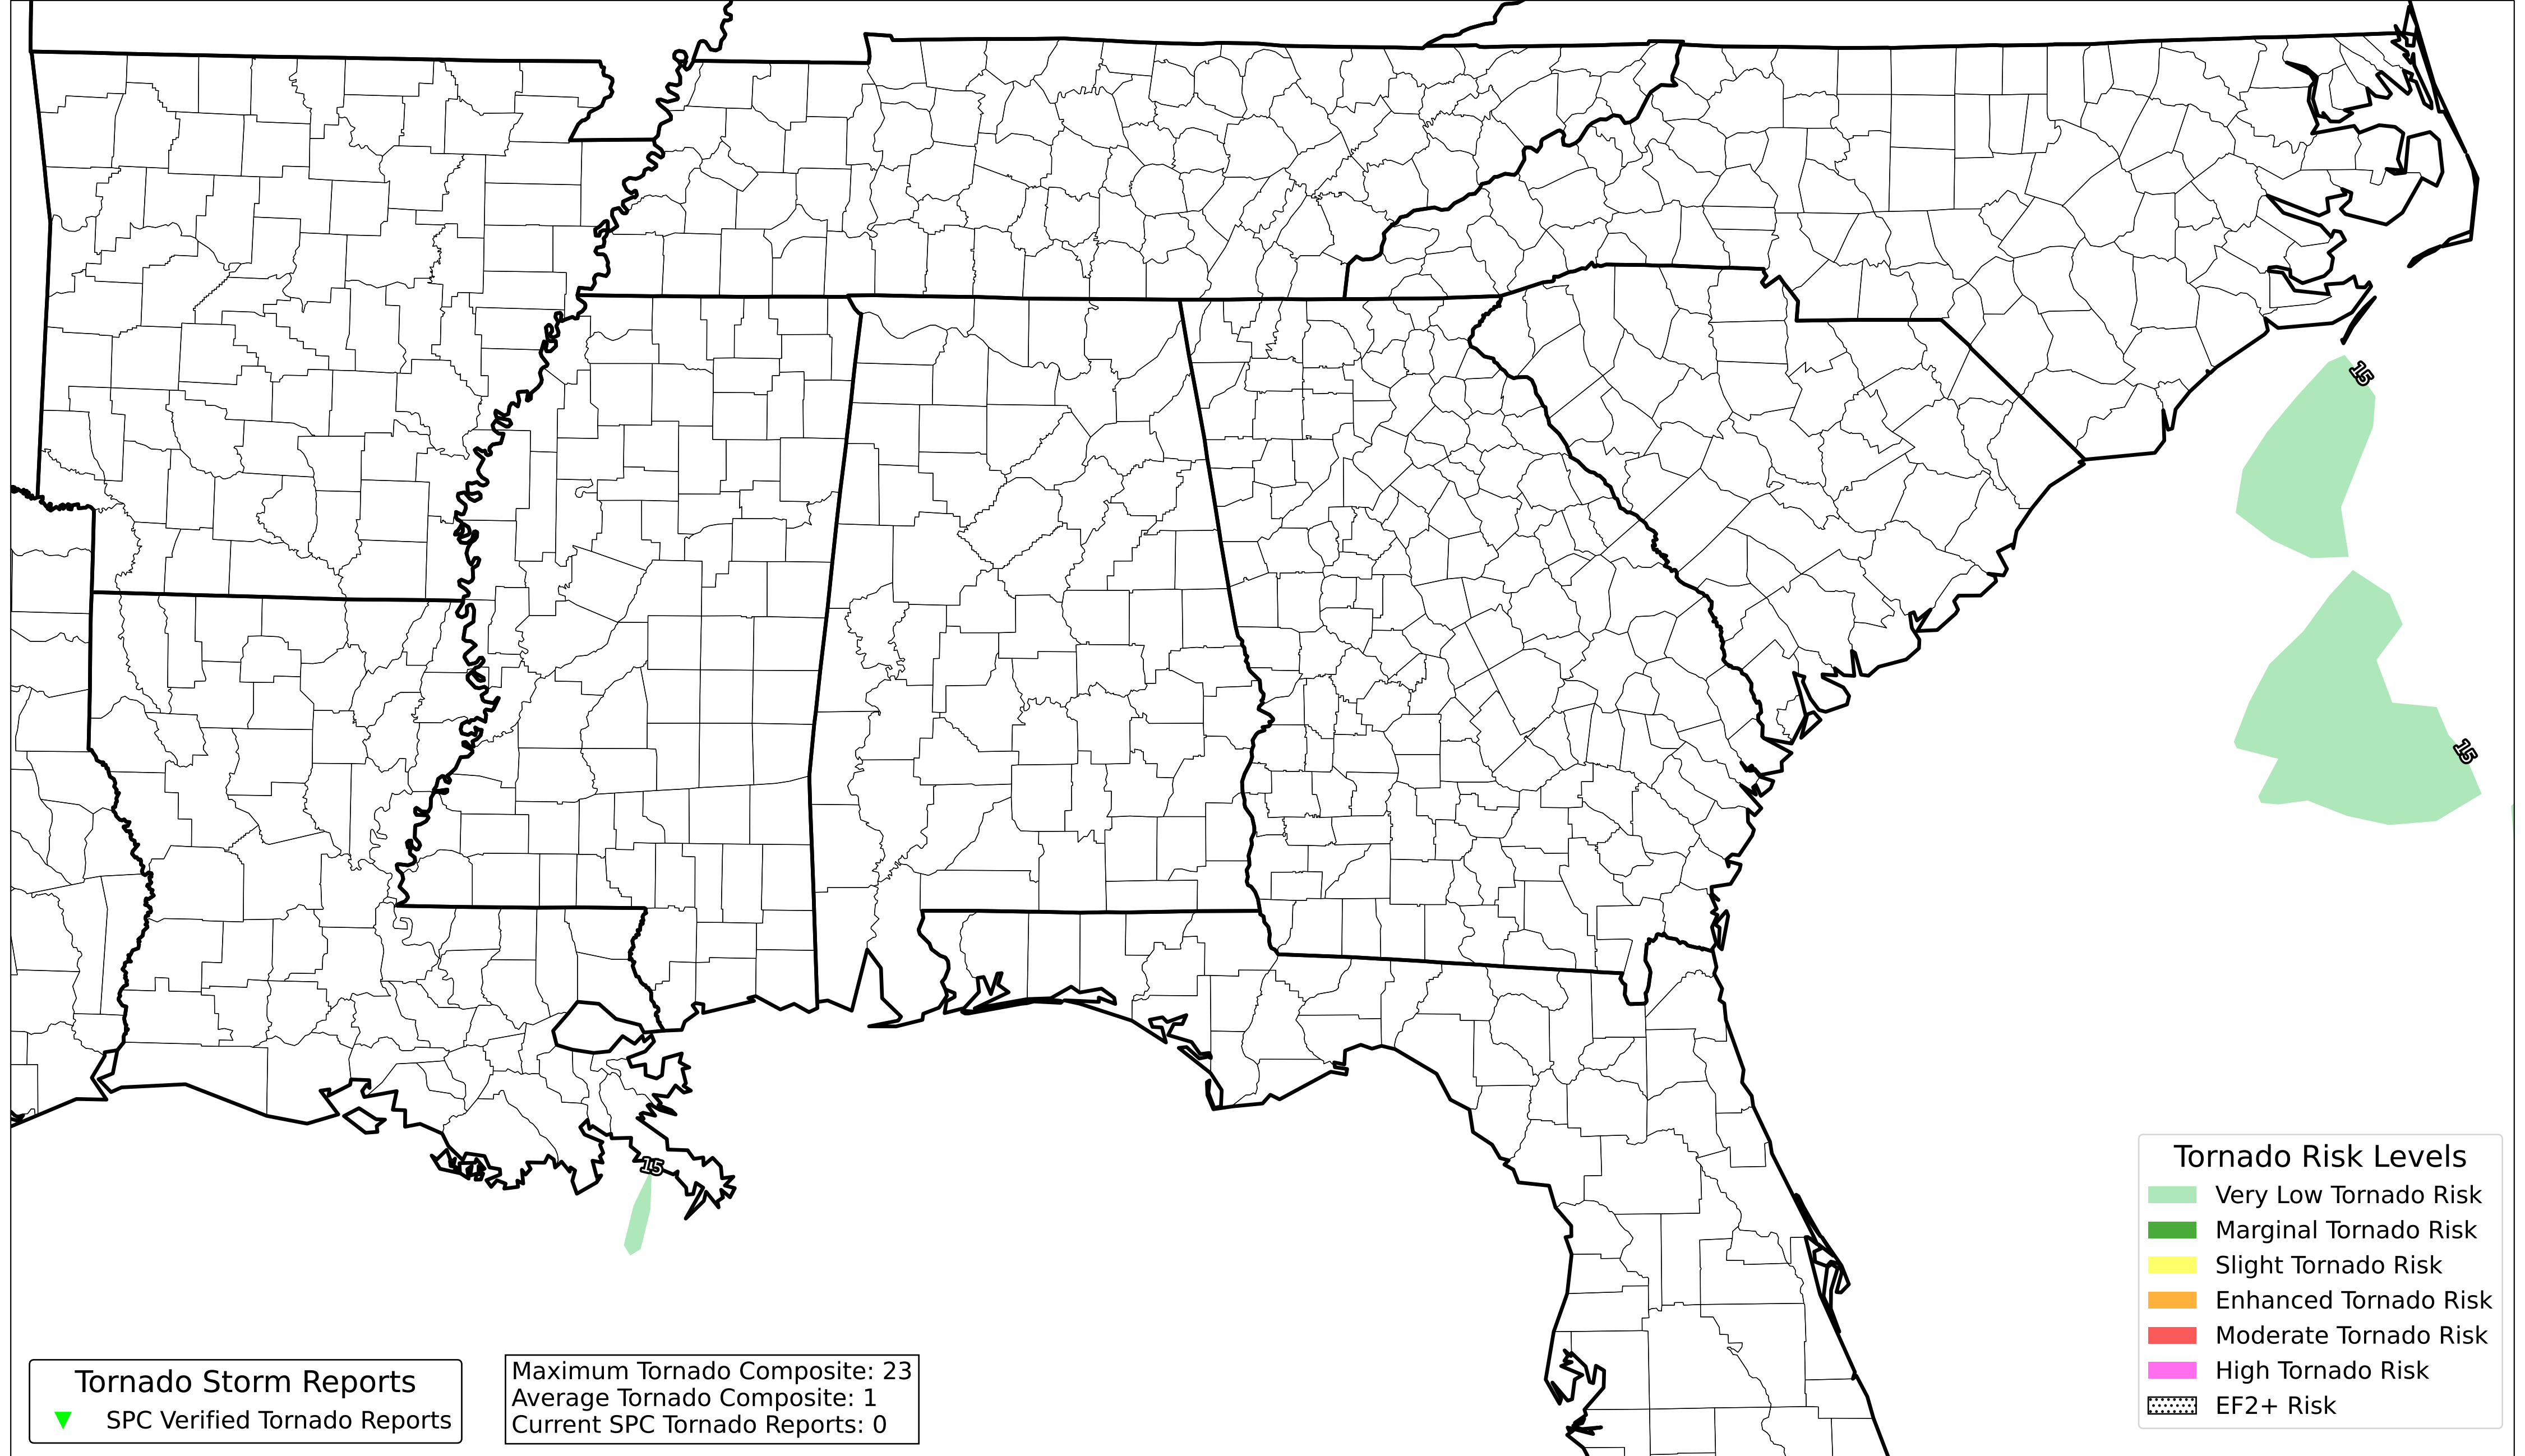 15
15
15
Tornado Risk Levels
Very Low Tornado Risk
Marginal Tornado Risk
Slight Tornado Risk
Enhanced Tornado Risk
Moderate Tornado Risk
High Tornado Risk
EF2+ Risk
Tornado Storm Reports
SPC Verified Tornado Reports
Maximum Tornado Composite: 23
Average Tornado Composite: 1
Current SPC Tornado Reports: 0